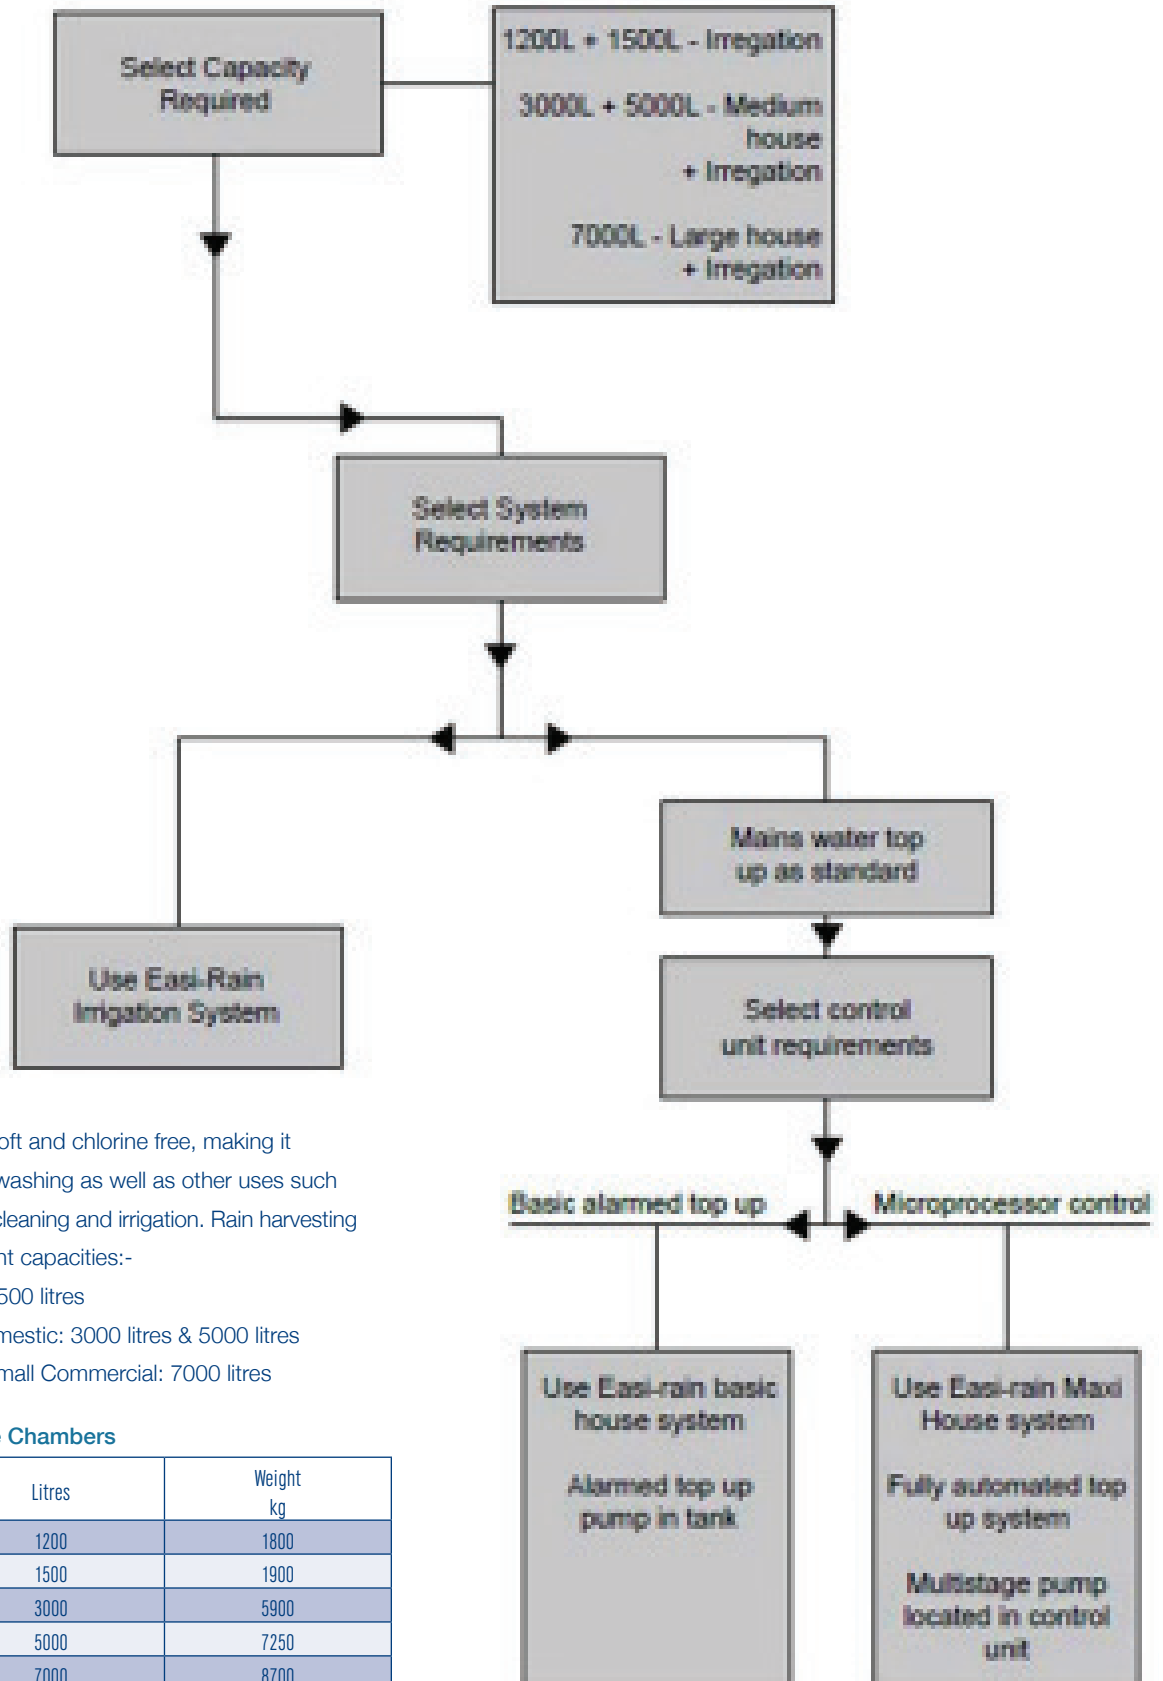 Select Capacity
Required
1200L + 1500L - Irregation
3000L + 5000L - Medium
house
+ Irregation
7000L - Large house
+ Irregation
Select System
Requirements
Mains water top
up as standard
Use Easi-Rain
Irrigation System
Select control
unit requirements
Basic alarmed top up
Microprocessor control
Use Easi-rain basic
house system
Alarmed top up
pump in tank
Use Easi-rain Maxi
House system
Fully automated top
up system
Multistage pump
located in control
unit
oft and chlorine free, making it
washing as well as other uses such
cleaning and irrigation. Rain harvesting
nt capacities:-
500 litres
mestic: 3000 litres & 5000 litres
mall Commercial: 7000 litres
e Chambers
Litres Weight
kg
1200 1800
1500 1900
3000 5900
5000 7250
7000 8700